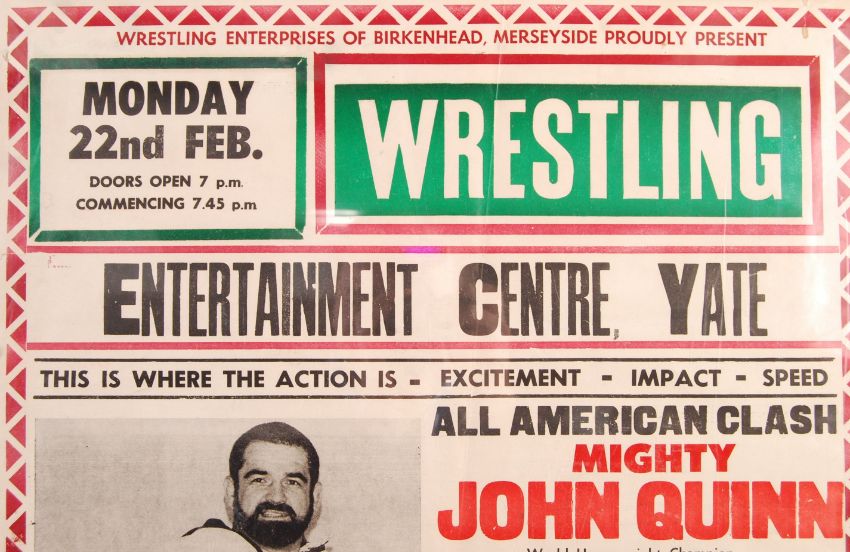 WRESTLING ENTERPRISES OF BIRKENHEAD, MERSEYSIDE PROUDLY PRESENT
MONDAY
22nd FEB.
DOORS OPEN 7 p.m.
COMMENCING 7.45 p.m
WRESTLING
ENTERTAINMENT CENTRE, YATE
THIS IS WHERE THE ACTION IS - EXCITEMENT - IMPACT - SPEED
ALL AMERICAN CLASH
MIGHTY
JOHN QUINN